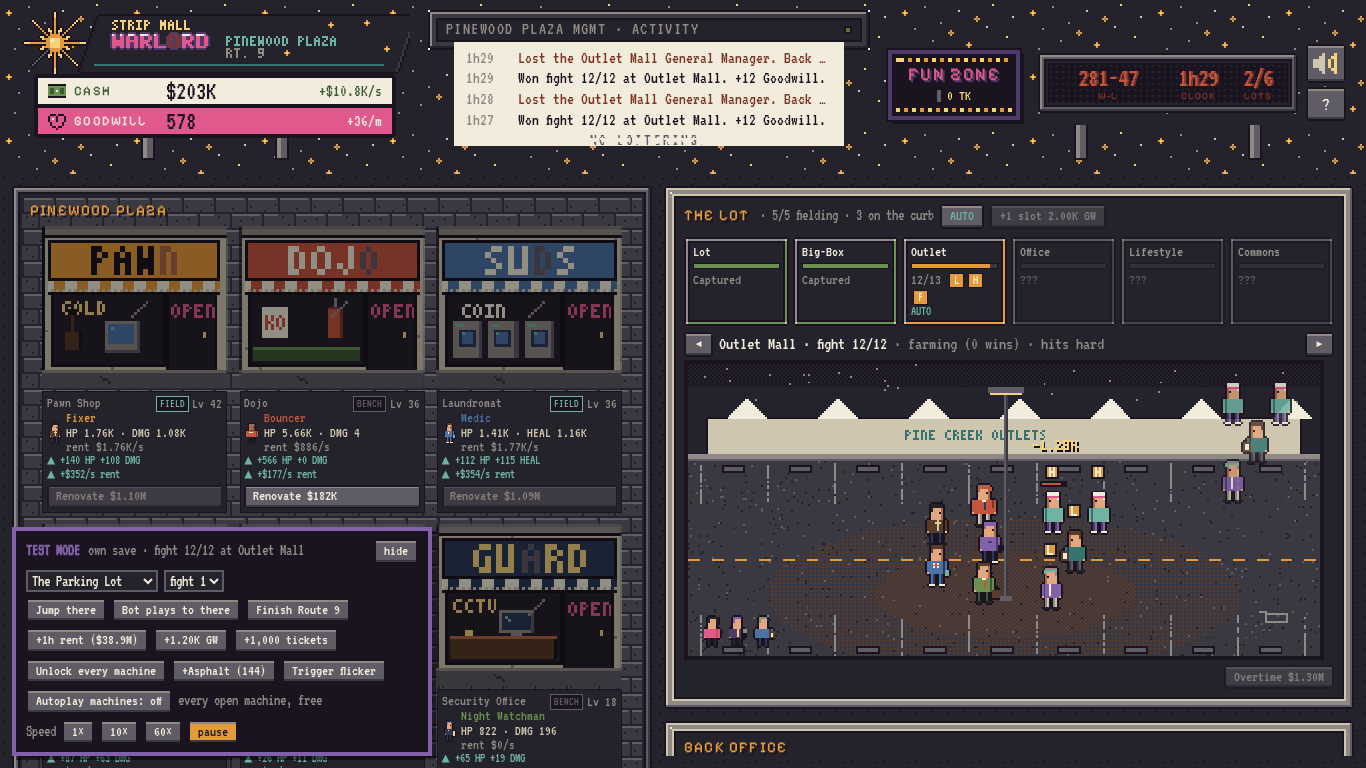 STRIP MALL
WARLORD
PINEWOOD PLAZA
RT. 9
CASH $203K +$10.8K/s
GOODWILL 578 +36/m
PINEWOOD PLAZA MGMT · ACTIVITY
1h29 Lost the Outlet Mall General Manager. Back …
1h29 Won fight 12/12 at Outlet Mall. +12 Goodwill.
1h28 Lost the Outlet Mall General Manager. Back …
1h27 Won fight 12/12 at Outlet Mall. +12 Goodwill.
NO LOITERING.
FUN ZONE
0 TK
281-47 1h29 2/6
W-L CLOCK LOTS
?
PINEWOOD PLAZA
PAWN
GOLD
OPEN
DOJO
KO
OPEN
SUDS
COIN
OPEN
Pawn Shop FIELD Lv 42
Fixer
HP 1.76K · DMG 1.08K
rent $1.76K/s
▲ +140 HP +108 DMG
▲ +$352/s rent
Renovate $1.10M
Dojo BENCH Lv 36
Bouncer
HP 5.66K · DMG 4
rent $886/s
▲ +566 HP +0 DMG
▲ +$177/s rent
Renovate $182K
Laundromat FIELD Lv 36
Medic
HP 1.41K · HEAL 1.16K
rent $1.77K/s
▲ +112 HP +115 HEAL
▲ +$354/s rent
Renovate $1.09M
TEST MODE own save · fight 12/12 at Outlet Mall hide
The Parking Lot fight 1
Jump there Bot plays to there Finish Route 9
+1h rent ($38.9M) +1.20K GW +1,000 tickets
Unlock every machine +Asphalt (144) Trigger flicker
Autoplay machines: off every open machine, free
Speed 1× 10× 60× pause
GUARD
CCTV
OPEN
Security Office BENCH Lv 18
Night Watchman
HP 822 · DMG 196
rent $0/s
▲ +65 HP +19 DMG
THE LOT · 5/5 fielding · 3 on the curb AUTO +1 slot 2.00K GW
Lot
Captured
Big-Box
Captured
Outlet
12/13 L H
F
AUTO
Office
???
Lifestyle
???
Commons
???
◄ Outlet Mall · fight 12/12 · farming (0 wins) · hits hard ►
PINE CREEK OUTLETS
H H
L
L
Overtime $1.30M
BACK OFFICE